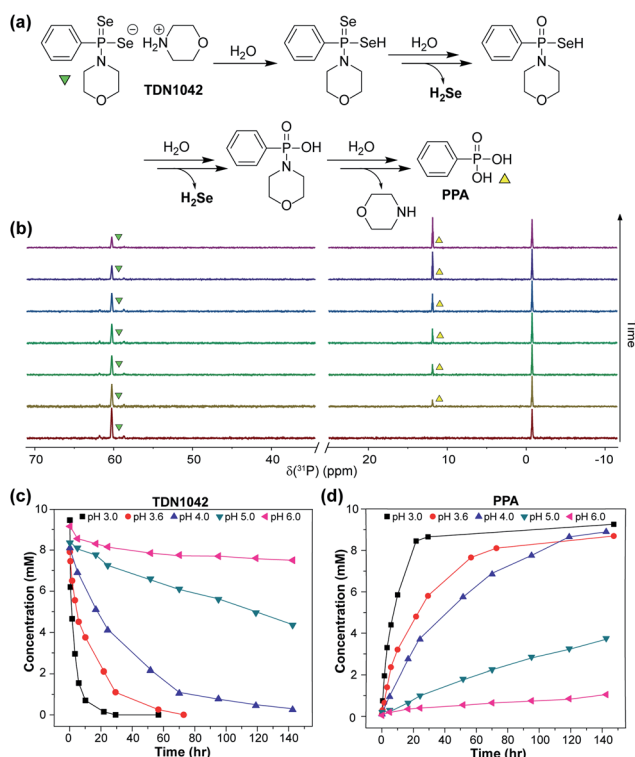 (a)
Se
P Se ⊖
N
O
⊕
H2N O
TDN1042
H2O
Se
P SeH
N
O
H2O
H2Se
O
P SeH
N
O
H2O
H2Se
O
P OH
N
O
H2O
O NH
O
P OH
OH
PPA
(b)
Time
70 60 50 40 20 10 0 -10
δ(31P) (ppm)
(c) TDN1042
pH 3.0 pH 3.6 pH 4.0 pH 5.0 pH 6.0
Concentration (mM)
10
8
6
4
2
0
0 20 40 60 80 100 120 140
Time (hr)
(d) PPA
pH 3.0 pH 3.6 pH 4.0 pH 5.0 pH 6.0
Concentration (mM)
10
8
6
4
2
0
0 20 40 60 80 100 120 140
Time (hr)